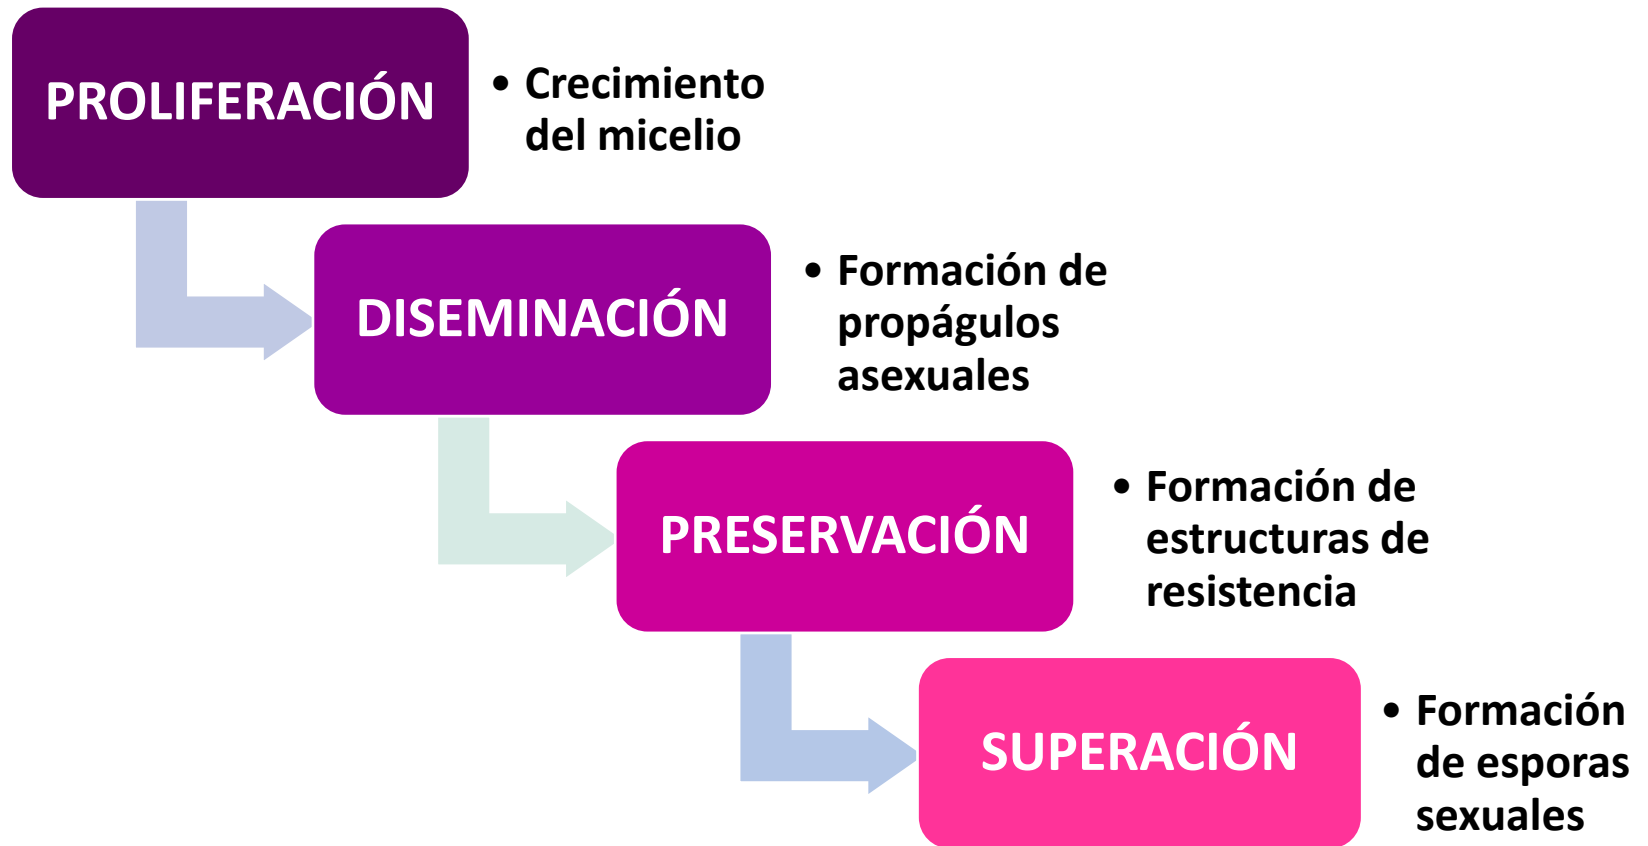 PROLIFERACIÓN
• Crecimiento
del micelio
DISEMINACIÓN
• Formación de
propágulos
asexuales
PRESERVACIÓN
• Formación de
estructuras de
resistencia
SUPERACIÓN
• Formación
de esporas
sexuales